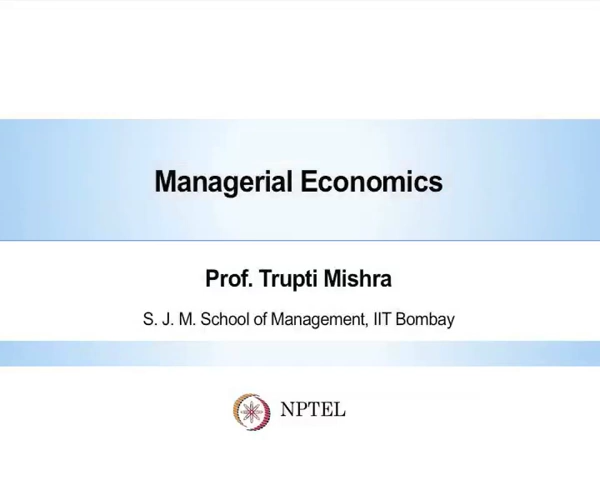 Managerial Economics
Prof. Trupti Mishra
S. J. M. School of Management, IIT Bombay
NPTEL